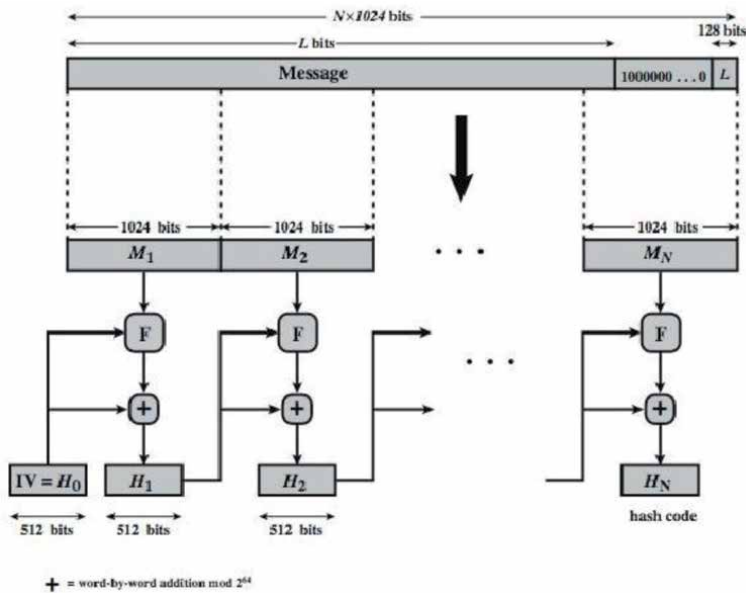 N×1024 bits
128 bits
L bits
Message
1000000 . . . 0
L
1024 bits
1024 bits
1024 bits
M1
M2
. . .
MN
F
F
F
. . .
+
+
+
IV = H0
H1
H2
HN
512 bits
512 bits
512 bits
hash code
+ = word-by-word addition mod 2^64